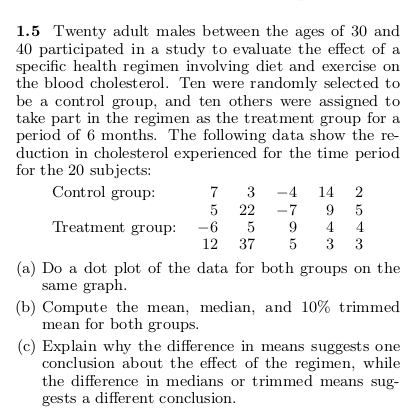 1.5 Twenty adult males between the ages of 30 and
40 participated in a study to evaluate the effect of a
specific health regimen involving diet and exercise on
the blood cholesterol. Ten were randomly selected to
be a control group, and ten others were assigned to
take part in the regimen as the treatment group for a
period of 6 months. The following data show the re-
duction in cholesterol experienced for the time period
for the 20 subjects:
Control group: 7 3 −4 14 2
5 22 −7 9 5
Treatment group: −6 5 9 4 4
12 37 5 3 3
(a) Do a dot plot of the data for both groups on the
same graph.
(b) Compute the mean, median, and 10% trimmed
mean for both groups.
(c) Explain why the difference in means suggests one
conclusion about the effect of the regimen, while
the difference in medians or trimmed means sug-
gests a different conclusion.